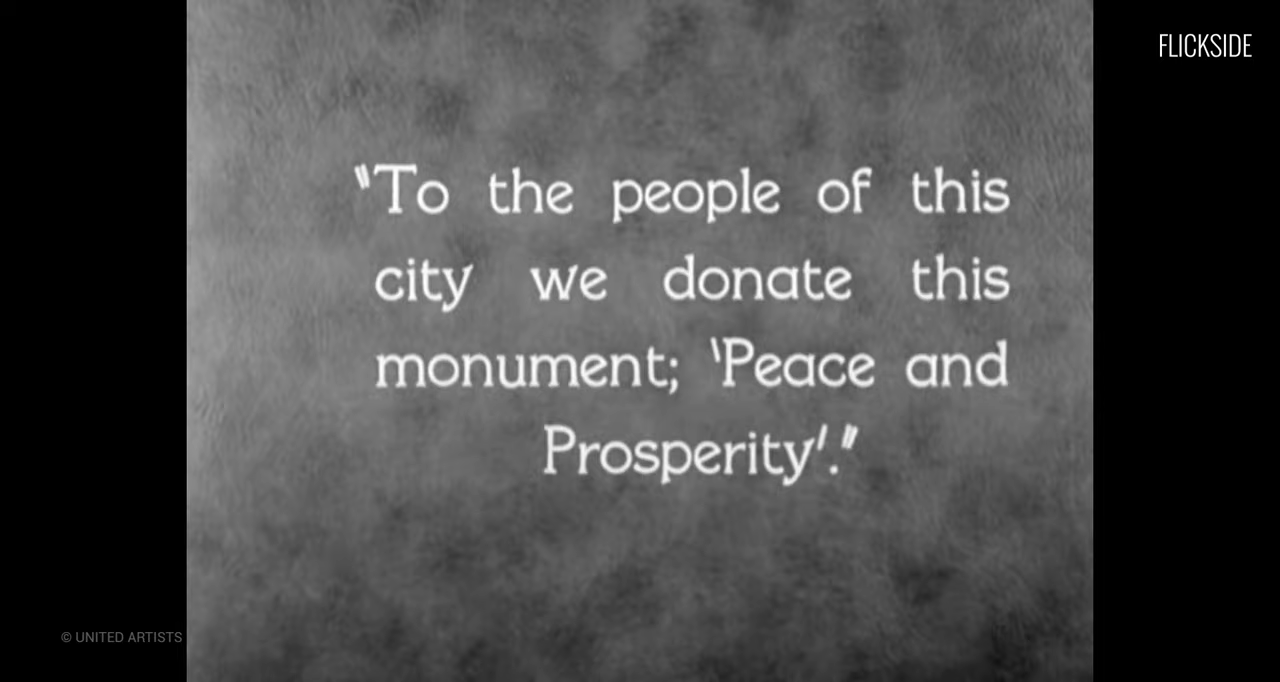 FLICKSIDE
"To the people of this
city we donate this
monument; 'Peace and
Prosperity'."
© UNITED ARTISTS